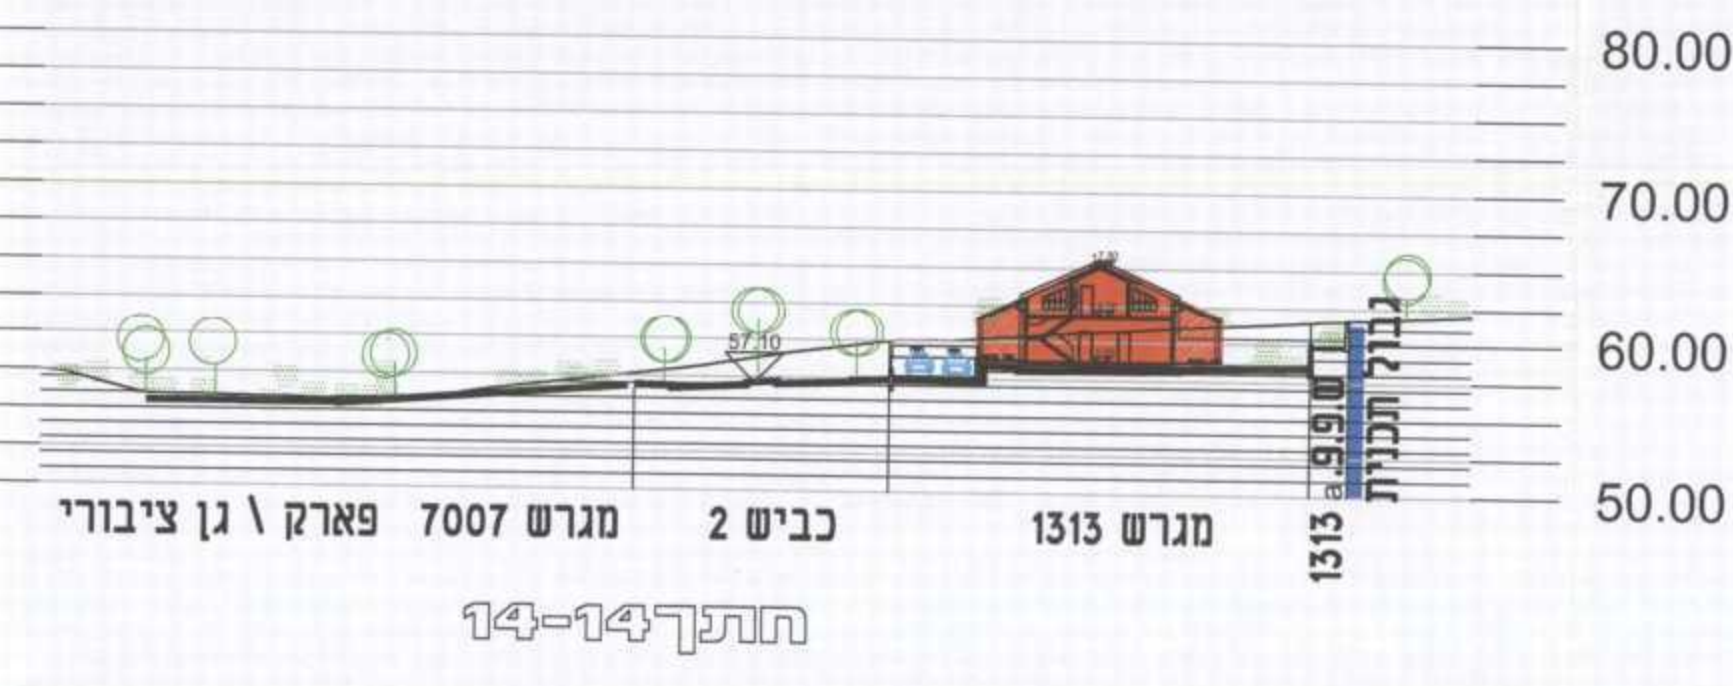 80.00
70.00
60.00
50.00
57.10
גבול תכנית
ש.פ.פ. a
1313
מגרש 1313
כביש 2
מגרש 7007
פארק \ גן ציבורי
חתך 14-14